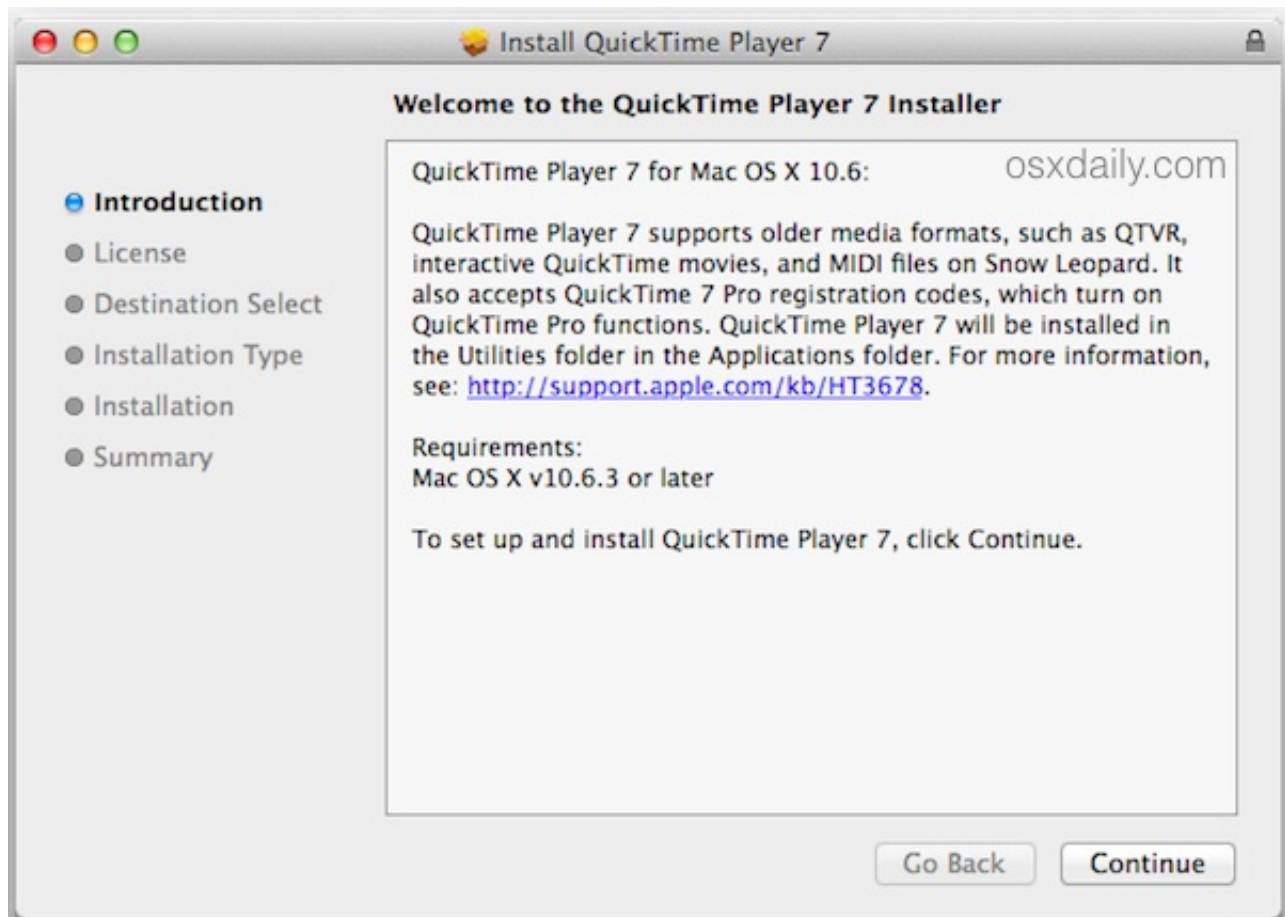 Install QuickTime Player 7
Welcome to the QuickTime Player 7 Installer
Introduction
License
Destination Select
Installation Type
Installation
Summary
osxdaily.com
QuickTime Player 7 for Mac OS X 10.6:
QuickTime Player 7 supports older media formats, such as QTVR,
interactive QuickTime movies, and MIDI files on Snow Leopard. It
also accepts QuickTime 7 Pro registration codes, which turn on
QuickTime Pro functions. QuickTime Player 7 will be installed in
the Utilities folder in the Applications folder. For more information,
see: http://support.apple.com/kb/HT3678.
Requirements:
Mac OS X v10.6.3 or later
To set up and install QuickTime Player 7, click Continue.
Go Back
Continue